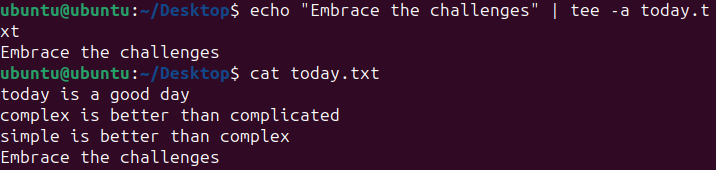 ubuntu@ubuntu:~/Desktop$ echo "Embrace the challenges" | tee -a today.t
xt
Embrace the challenges
ubuntu@ubuntu:~/Desktop$ cat today.txt
today is a good day
complex is better than complicated
simple is better than complex
Embrace the challenges